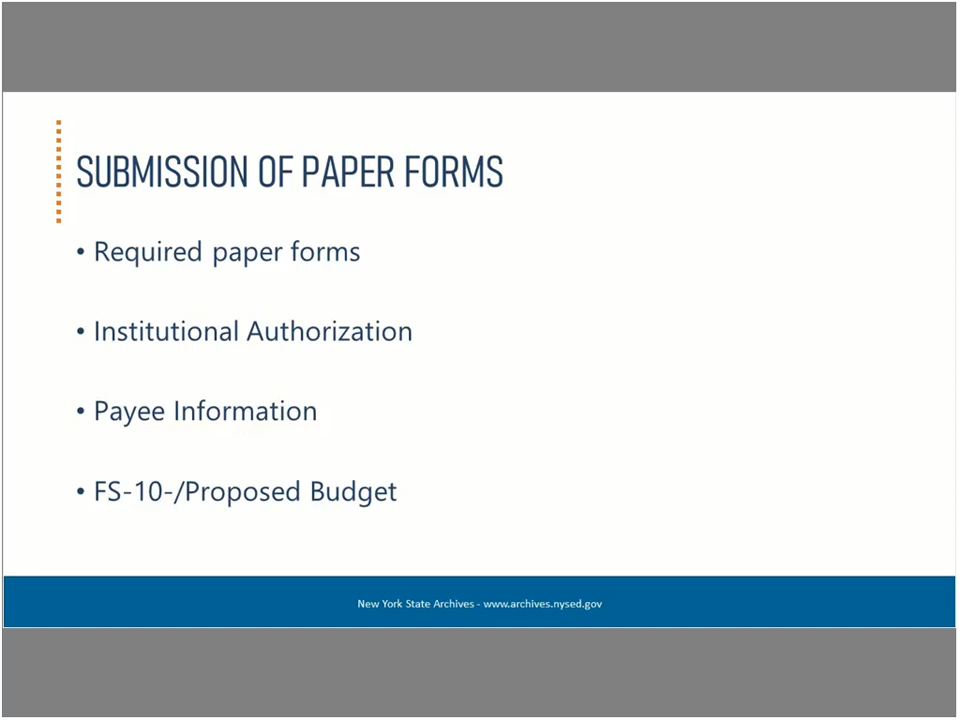 SUBMISSION OF PAPER FORMS
• Required paper forms
• Institutional Authorization
• Payee Information
• FS-10-/Proposed Budget
New York State Archives - www.archives.nysed.gov